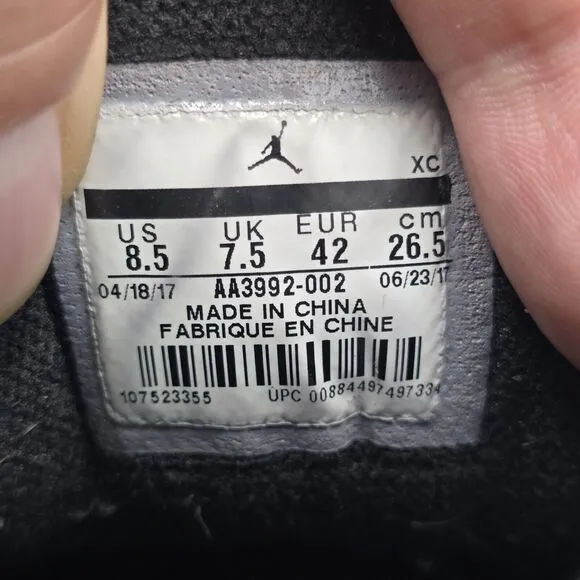 XC
US UK EUR cm
8.5 7.5 42 26.5
04/18/17 AA3992-002 06/23/17
MADE IN CHINA
FABRIQUE EN CHINE
107523355 UPC 00884497497334